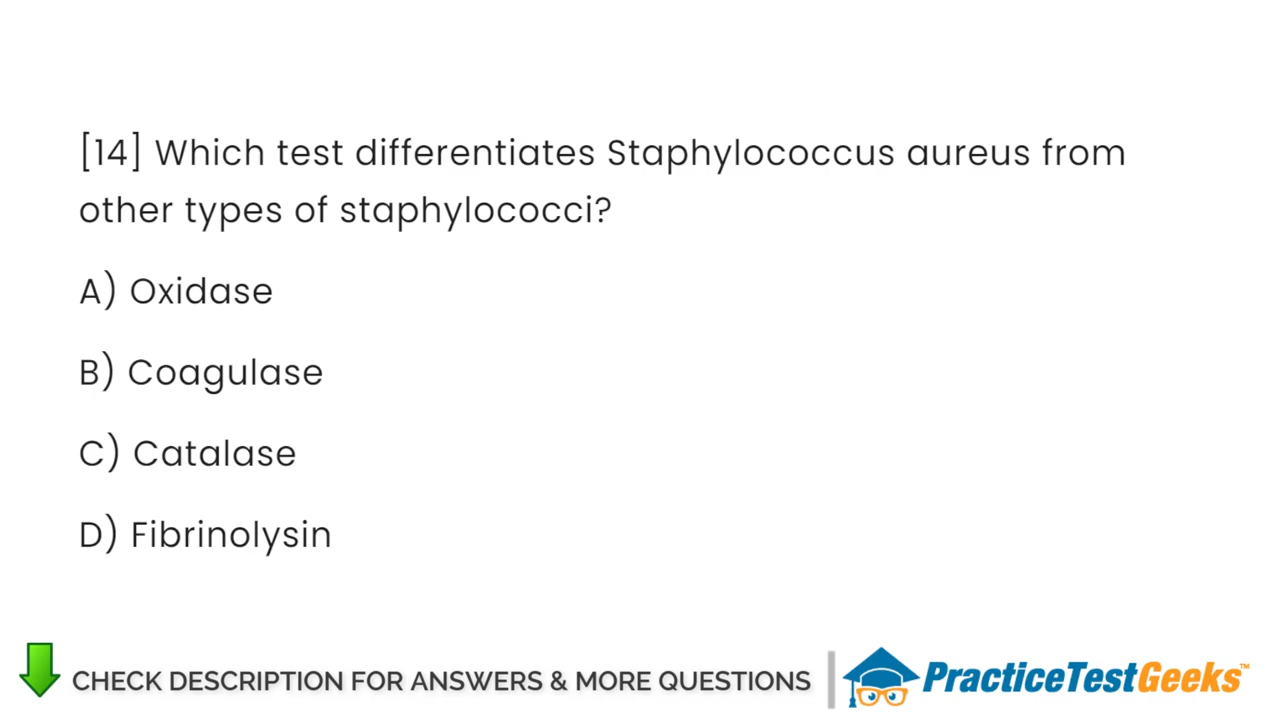 [14] Which test differentiates Staphylococcus aureus from
other types of staphylococci?
A) Oxidase
B) Coagulase
C) Catalase
D) Fibrinolysin
CHECK DESCRIPTION FOR ANSWERS & MORE QUESTIONS
PracticeTestGeeks™